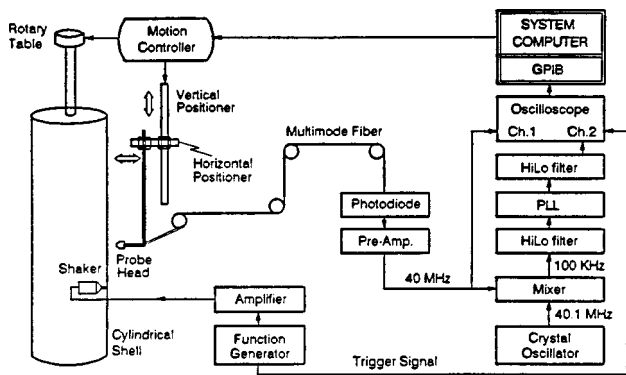 Rotary
Table
Motion
Controller
SYSTEM
COMPUTER
GPIB
Vertical
Positioner
Oscilloscope
Ch.1 Ch.2
Multimode Fiber
Horizontal
Positioner
HiLo filter
Photodiode
PLL
Pre-Amp.
HiLo filter
Probe
Head
100 KHz
Shaker
40 MHz
Mixer
Amplifier
40.1 MHz
Cylindrical
Shell
Function
Generator
Crystal
Oscillator
Trigger Signal